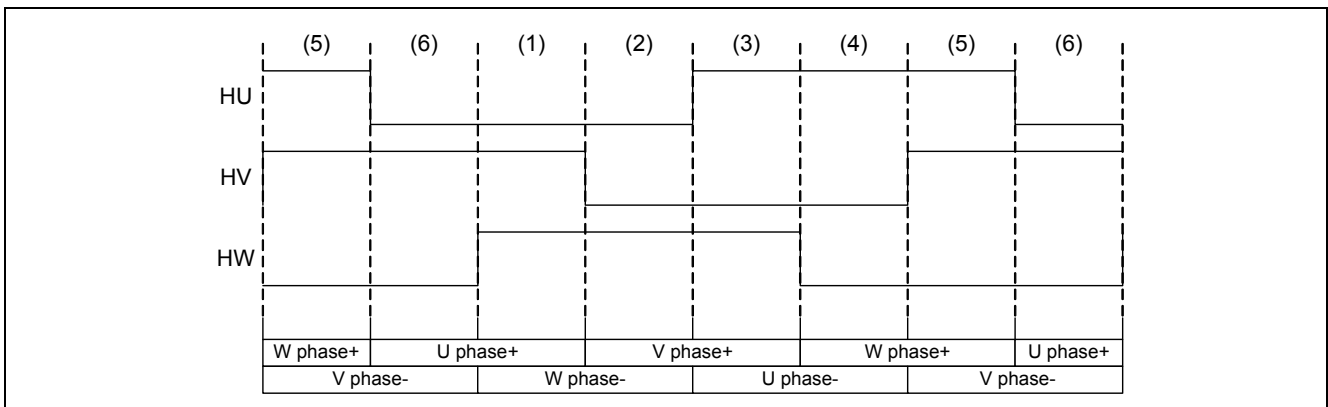 (5) (6) (1) (2) (3) (4) (5) (6)
HU
HV
HW
W phase+ U phase+ V phase+ W phase+ U phase+
V phase- W phase- U phase- V phase-